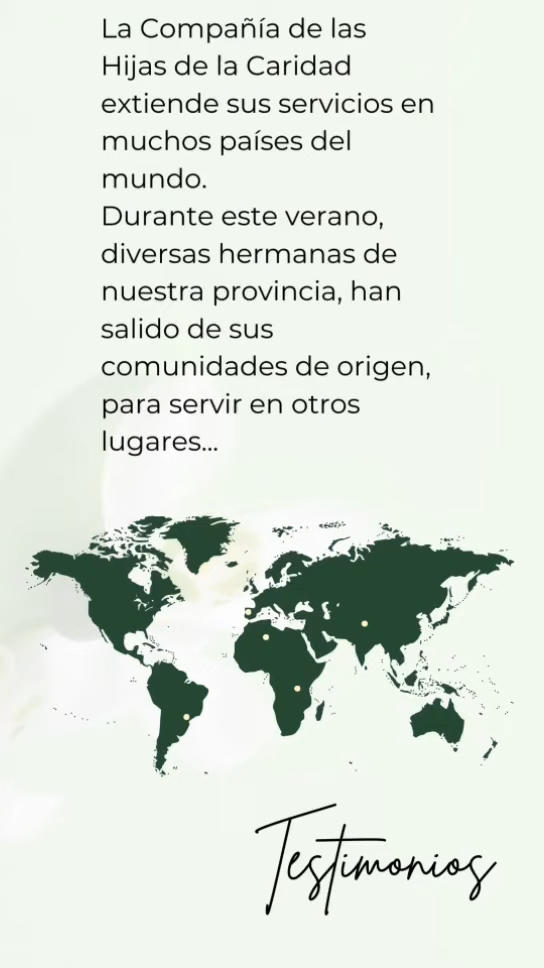 La Compañía de las
Hijas de la Caridad
extiende sus servicios en
muchos países del
mundo.
Durante este verano,
diversas hermanas de
nuestra provincia, han
salido de sus
comunidades de origen,
para servir en otros
lugares...
Testimonios